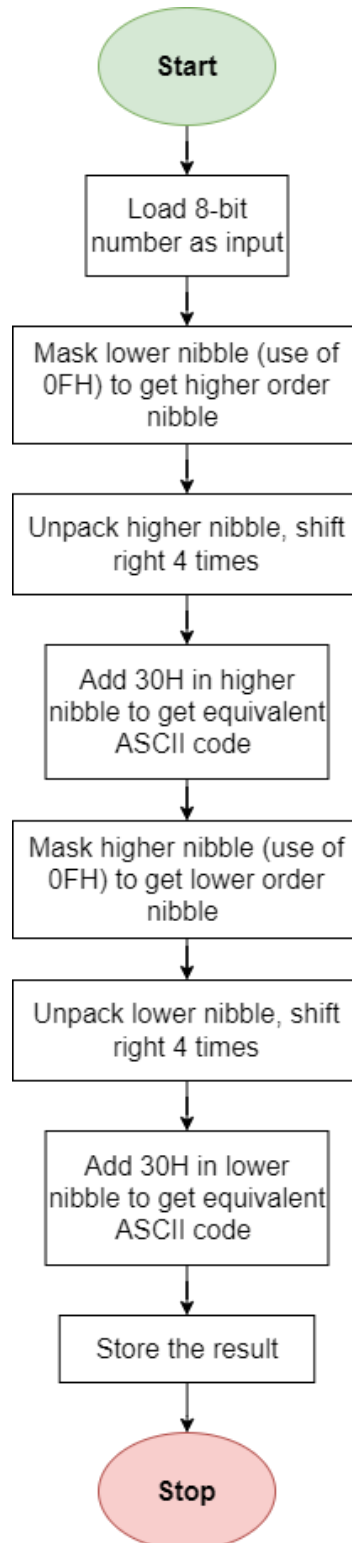 Start
Load 8-bit
number as input
Mask lower nibble (use of
0FH) to get higher order
nibble
Unpack higher nibble, shift
right 4 times
Add 30H in higher
nibble to get equivalent
ASCII code
Mask higher nibble (use of
0FH) to get lower order
nibble
Unpack lower nibble, shift
right 4 times
Add 30H in lower
nibble to get equivalent
ASCII code
Store the result
Stop